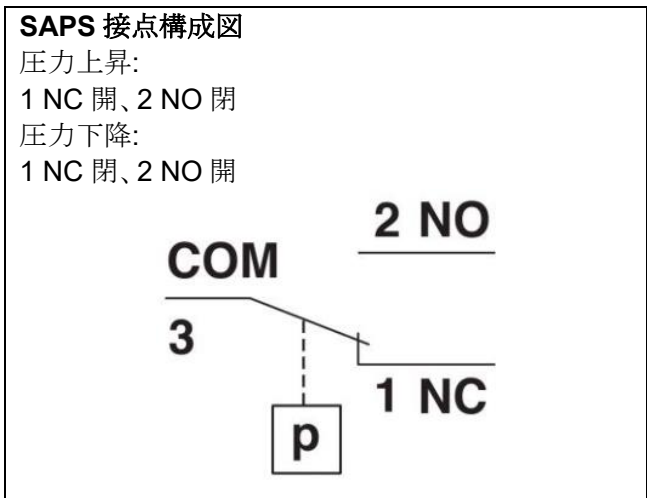 SAPS 接点構成図
圧力上昇:
1 NC 開、2 NO 閉
圧力下降:
1 NC 閉、2 NO 開
2 NO
COM
3
1 NC
p